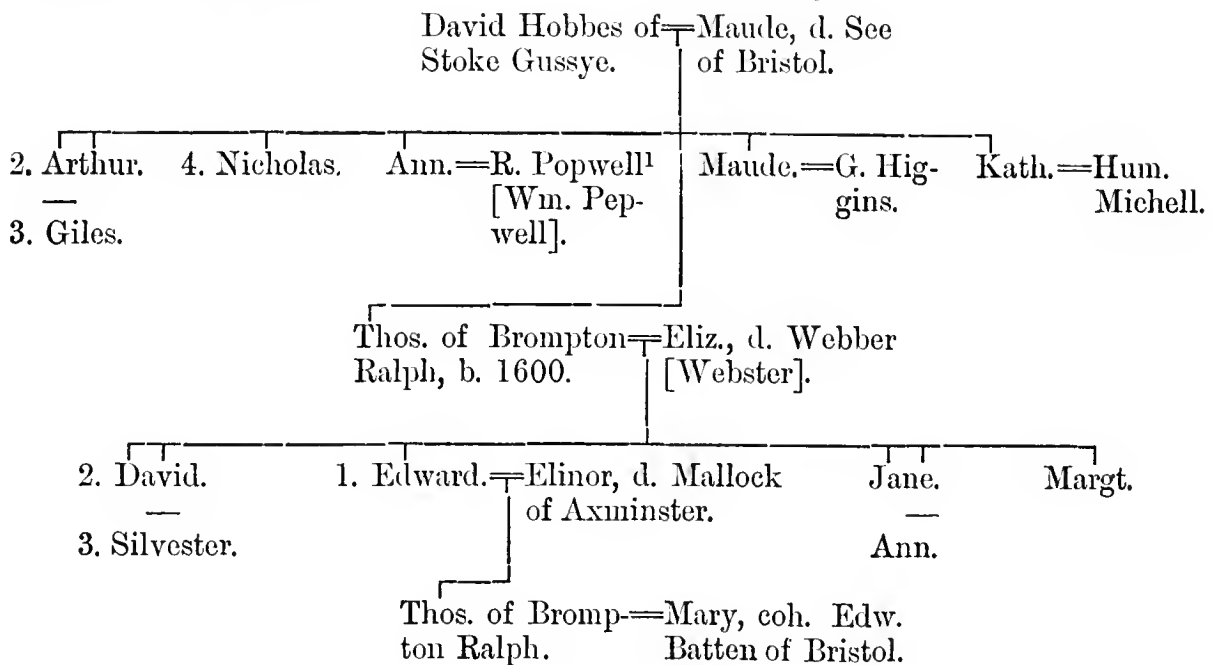 David Hobbes of Maude, d. See
Stoke Gussye. of Bristol.
2. Arthur. 4. Nicholas. Ann. R. Popwell¹ Maude. G. Hig- Kath. Hum.
[Wm. Pep- gins. Michell.
3. Giles. well].
Thos. of Brompton Eliz., d. Webber
Ralph, b. 1600. [Webster].
2. David. 1. Edward. Elinor, d. Mallock Jane. Margt.
of Axminster.
3. Silvester. Ann.
Thos. of Bromp- Mary, coh. Edw.
ton Ralph. Batten of Bristol.